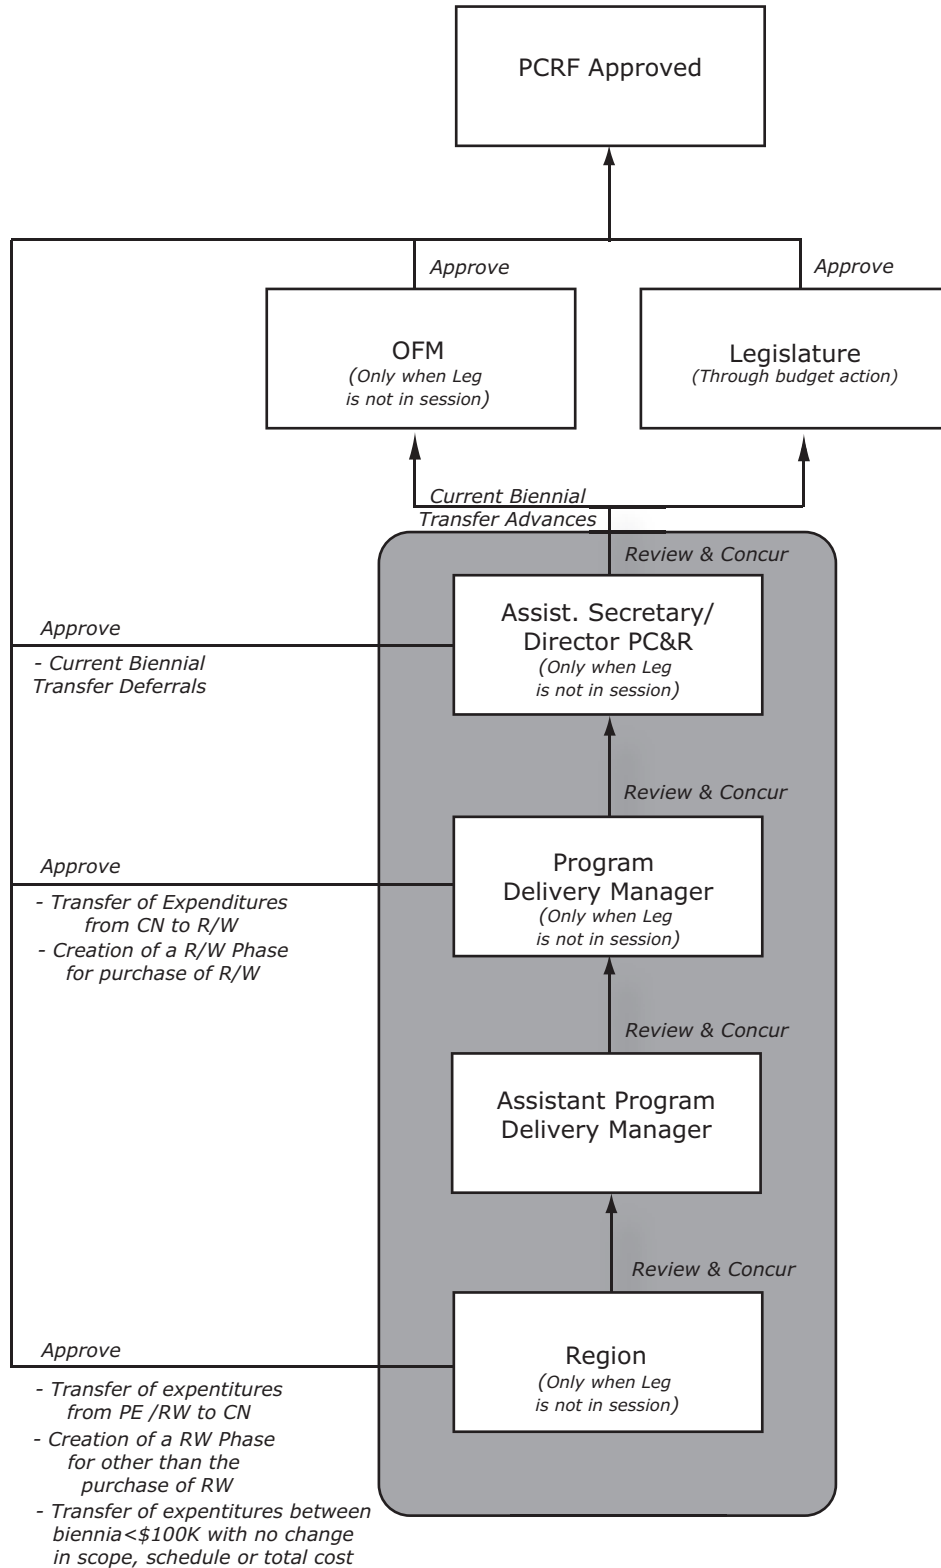 PCRF Approved
Approve
Approve
OFM
(Only when Leg
is not in session)
Legislature
(Through budget action)
Current Biennial
Transfer Advances
Review & Concur
Assist. Secretary/
Director PC&R
(Only when Leg
is not in session)
Approve
- Current Biennial
Transfer Deferrals
Review & Concur
Program
Delivery Manager
(Only when Leg
is not in session)
Approve
- Transfer of Expenditures
from CN to R/W
- Creation of a R/W Phase
for purchase of R/W
Review & Concur
Assistant Program
Delivery Manager
Review & Concur
Region
(Only when Leg
is not in session)
Approve
- Transfer of expentitures
from PE /RW to CN
- Creation of a RW Phase
for other than the
purchase of RW
- Transfer of expentitures between
biennia<$100K with no change
in scope, schedule or total cost